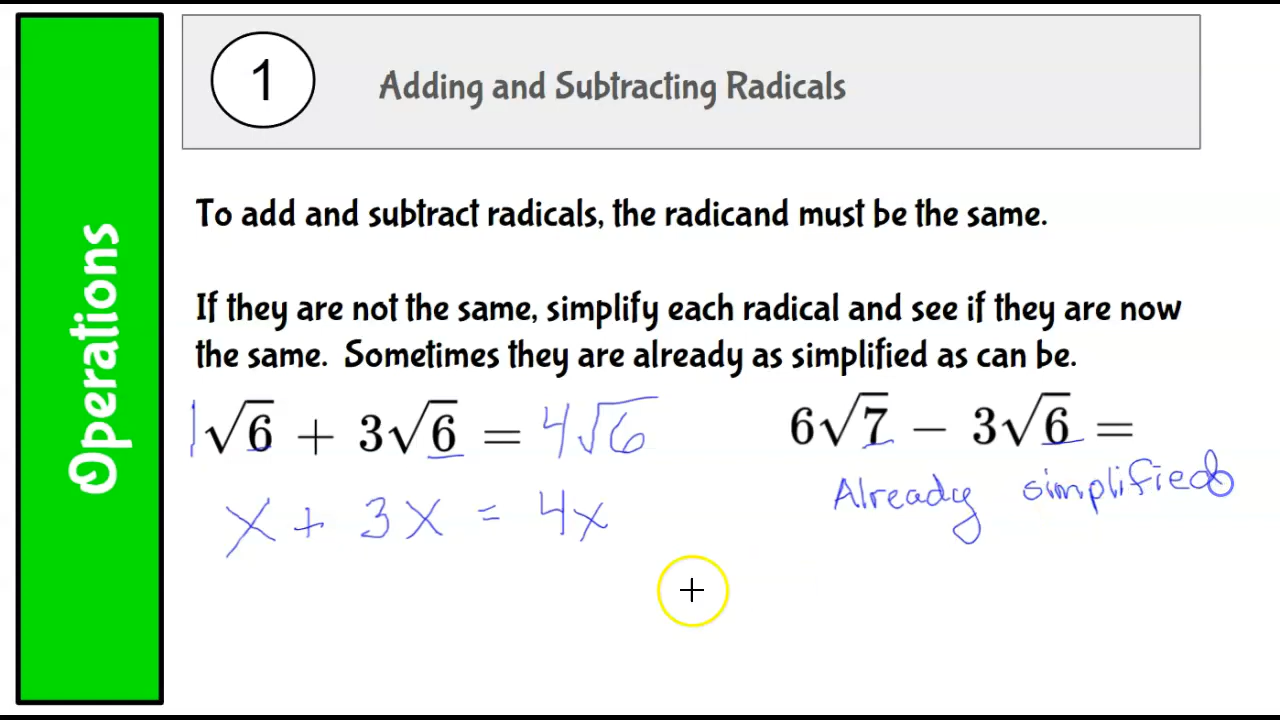 Operations
1
Adding and Subtracting Radicals
To add and subtract radicals, the radicand must be the same.
If they are not the same, simplify each radical and see if they are now
the same. Sometimes they are already as simplified as can be.
1√6 + 3√6 = 4√6
x + 3x = 4x
6√7 − 3√6 =
Already simplified